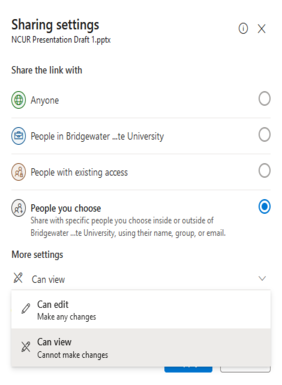 Sharing settings
NCUR Presentation Draft 1.pptx
Share the link with
Anyone
People in Bridgewater ...te University
People with existing access
People you choose
Share with specific people you choose inside or outside of
Bridgewater ...te University, using their name, group, or email.
More settings
Can view
Can edit
Make any changes
Can view
Cannot make changes